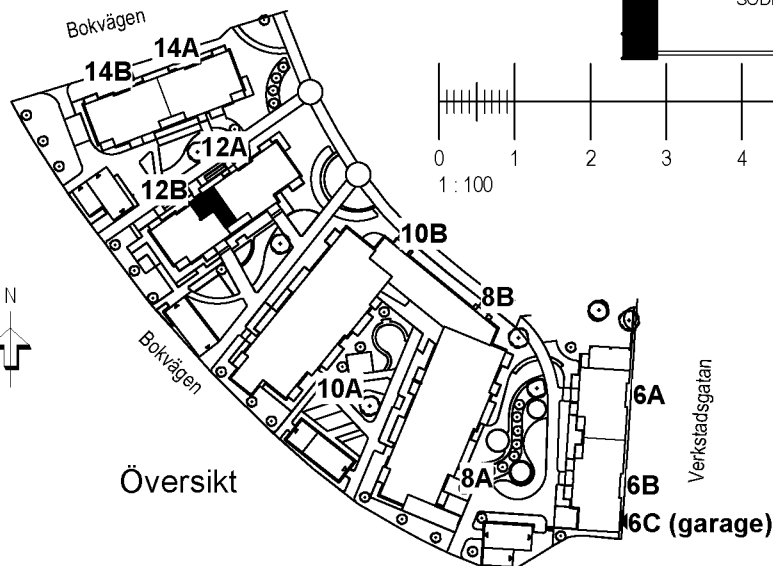 Bokvägen
14A
14B
12A
12B
0 1 2 3 4
1 : 100
10B
8B
N
Bokvägen
10A
6A
Verkstadsgatan
Översikt
8A
6B
6C (garage)